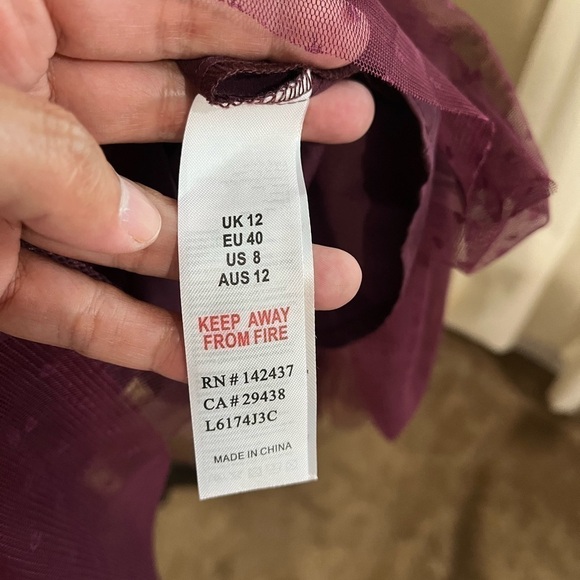 UK 12
EU 40
US 8
AUS 12
KEEP AWAY
FROM FIRE
RN # 142437
CA # 29438
L6174J3C
MADE IN CHINA